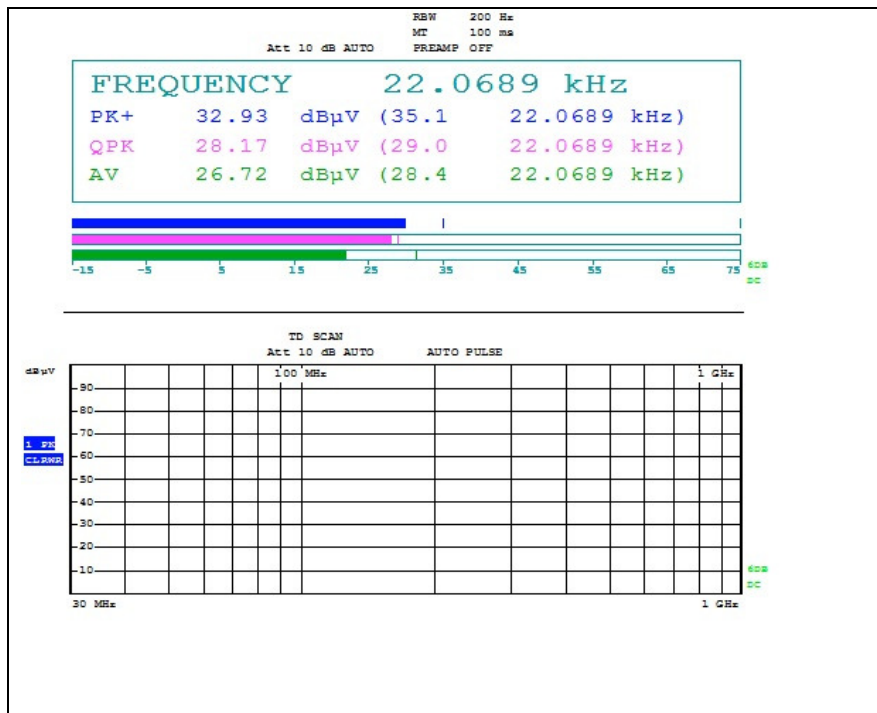 RBW 200 Hz
MT 100 ms
Att 10 dB AUTO PREAMP OFF
FREQUENCY 22.0689 kHz
PK+ 32.93 dBµV (35.1 22.0689 kHz)
QPK 28.17 dBµV (29.0 22.0689 kHz)
AV 26.72 dBµV (28.4 22.0689 kHz)
-15 -5 5 15 25 35 45 55 65 75
6DB
DC
TD SCAN
Att 10 dB AUTO AUTO PULSE
dBµV
100 MHz 1 GHz
90
80
70
1 PK
60
CLRWR
50
40
30
20
10
6DB
DC
30 MHz 1 GHz